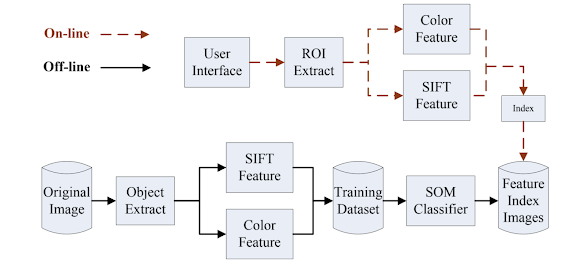 On-line
Off-line
User
Interface
ROI
Extract
Color
Feature
SIFT
Feature
Index
Original
Image
Object
Extract
SIFT
Feature
Color
Feature
Training
Dataset
SOM
Classifier
Feature
Index
Images